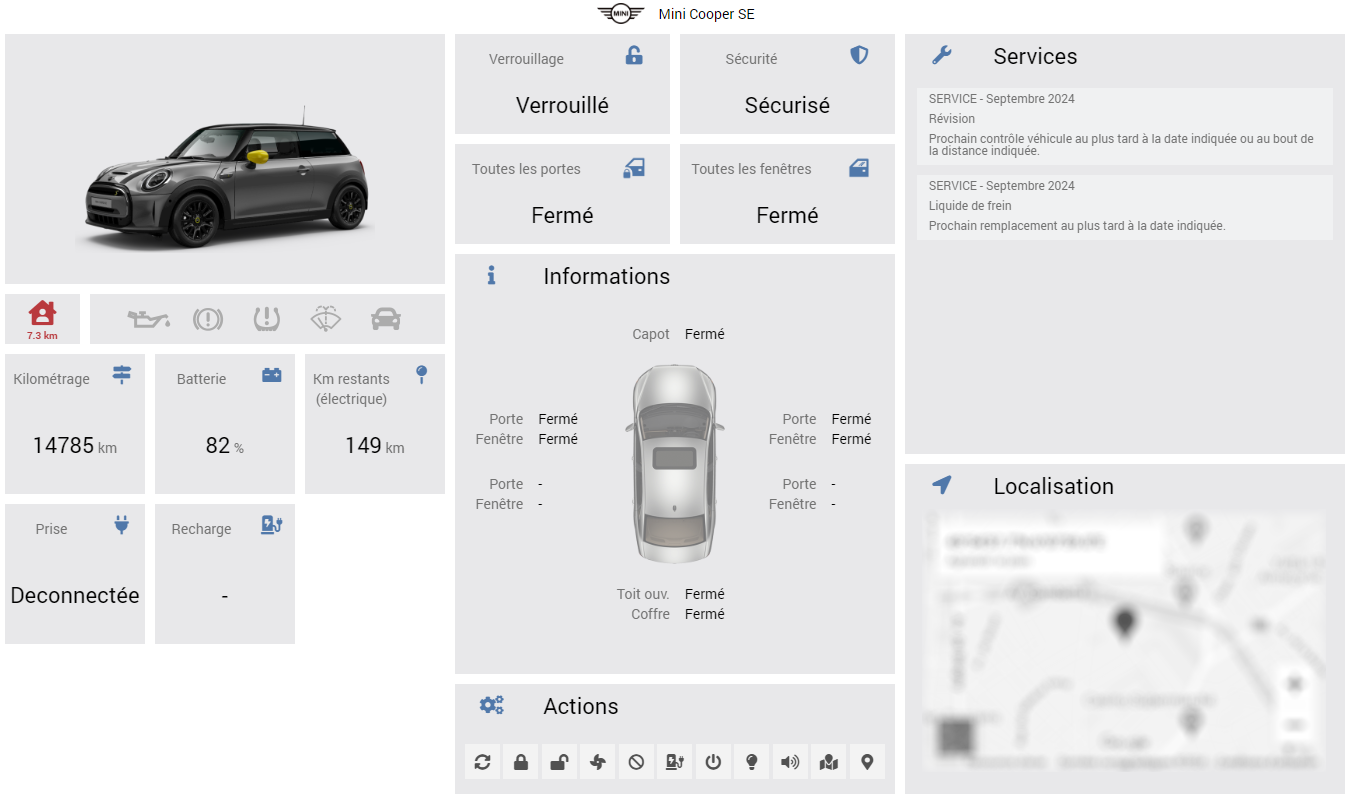 MINI
Mini Cooper SE
7.3 km
Kilométrage
14785 km
Batterie
82 %
Km restants
(électrique)
149 km
Prise
Deconnectée
Recharge
-
Verrouillage
Verrouillé
Sécurité
Sécurisé
Toutes les portes
Fermé
Toutes les fenêtres
Fermé
Informations
Capot Fermé
Porte Fermé
Fenêtre Fermé
Porte Fermé
Fenêtre Fermé
Porte -
Fenêtre -
Porte -
Fenêtre -
Toit ouv. Fermé
Coffre Fermé
Actions
Services
SERVICE - Septembre 2024
Révision
Prochain contrôle véhicule au plus tard à la date indiquée ou au bout de
la distance indiquée.
SERVICE - Septembre 2024
Liquide de frein
Prochain remplacement au plus tard à la date indiquée.
Localisation